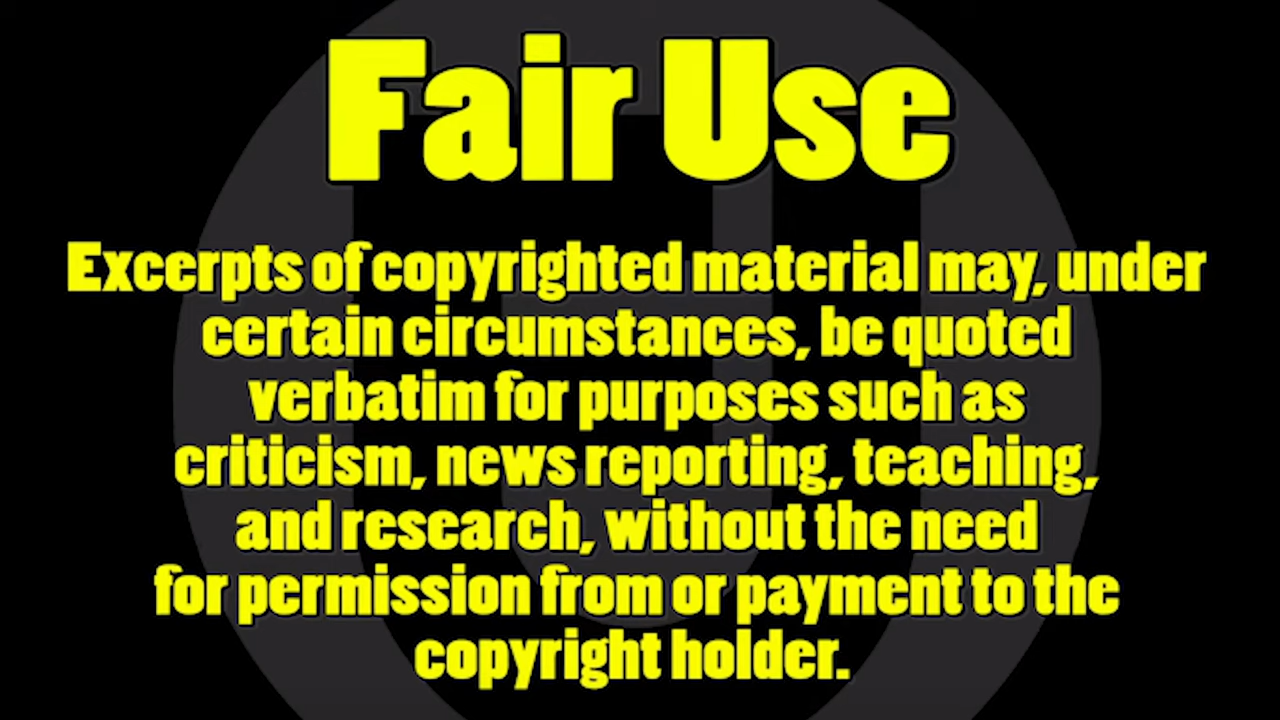 Fair Use
Excerpts of copyrighted material may, under
certain circumstances, be quoted
verbatim for purposes such as
criticism, news reporting, teaching,
and research, without the need
for permission from or payment to the
copyright holder.